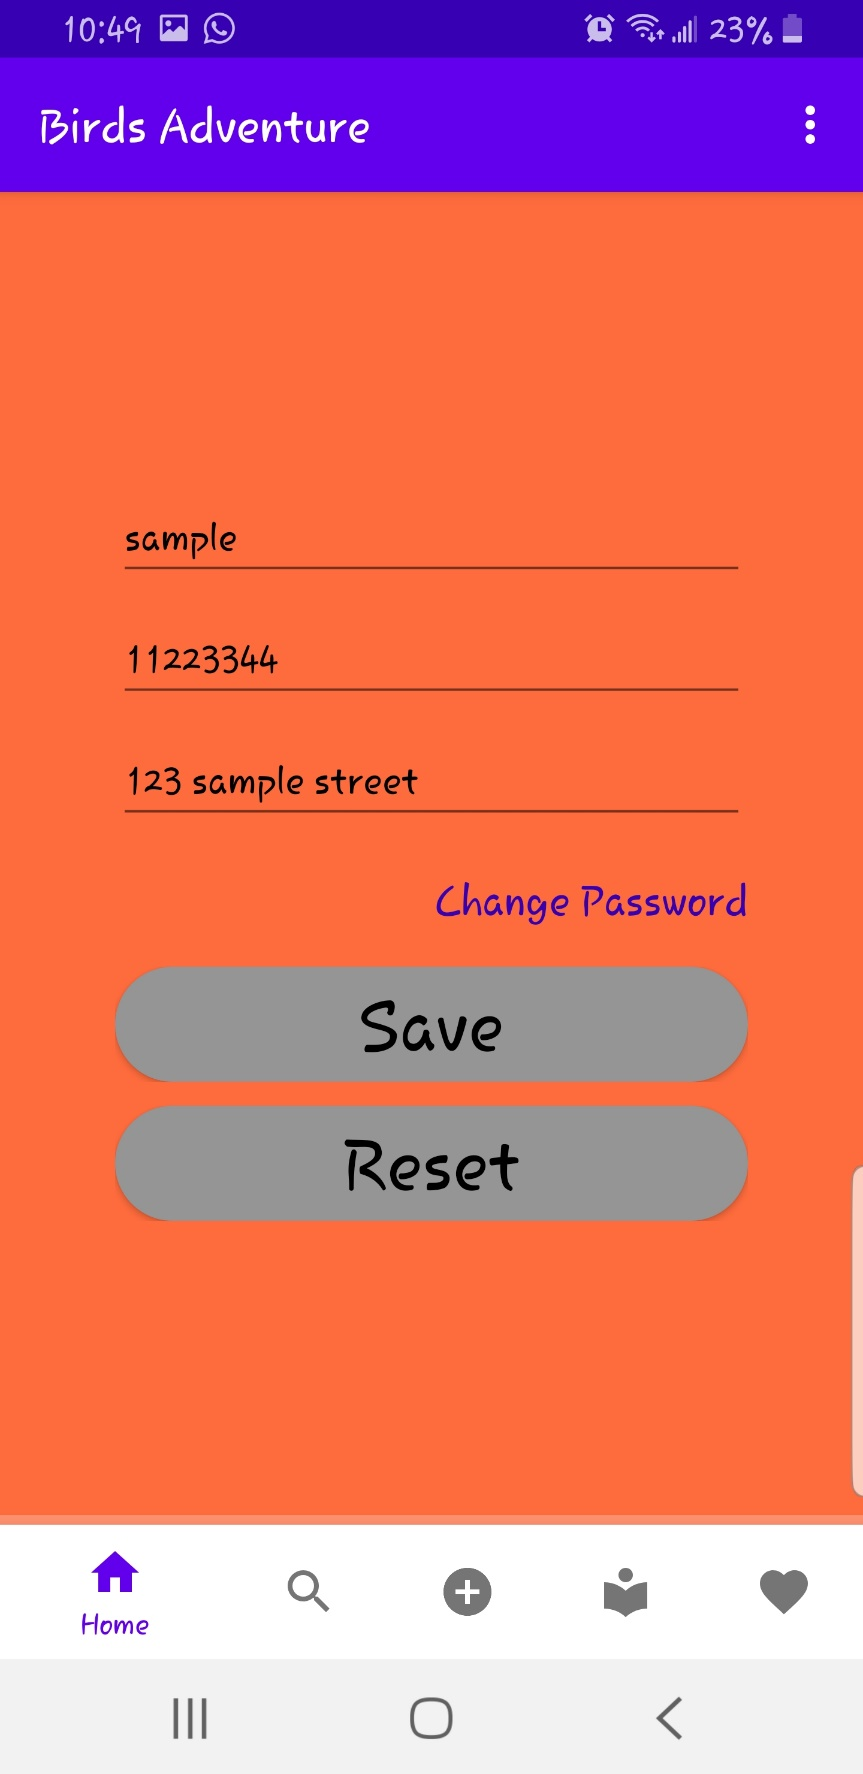 10:49 23%
Birds Adventure
sample
11223344
123 sample street
Change Password
Save
Reset
Home